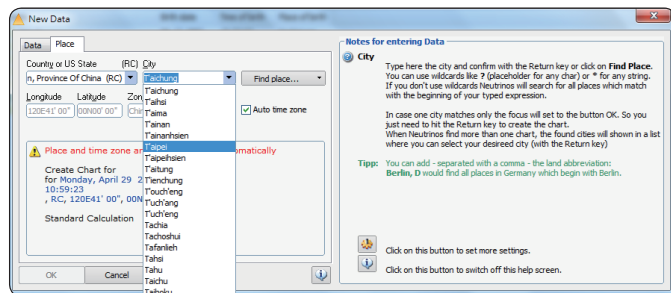 New Data
Data
Place
Country or US State
(RC)
City
n, Province Of China (RC)
T'aichung
Find place...
Longitude
Latitude
Zon
120E41' 00"
00N00' 00"
Auto time zone
T'aichung
T'aihsi
T'aima
T'ainan
T'ainanhsien
T'aipei
T'aipeihsien
T'aitung
T'ienchung
T'ouch'eng
T'uch'ang
T'uch'eng
Tachia
Tachoshui
Tafanlieh
Tahsi
Tahu
Taichu
Taihoku
Place and time zone ar
omatically
Create Chart for
for Monday, April 29 2
10:59:23
, RC, 120E41' 00", 00N
Standard Calculation
OK
Cancel
Notes for entering Data
City
Type here the city and confirm with the Return key or click on Find Place.
You can use wildcards like ? (placeholder for any char) or * for any string.
If you don't use wildcards Neutrinos will search for all places which match
with the beginning of your typed expression.
In case one city matches only the focus will set to the button OK. So you
just need to hit the Return key to create the chart.
When Neutrinos find more than one chart, the found cities will shown in a list
where you can select your desireed city (with the Return key)
Tipp: You can add - separated with a comma - the land abbreviation:
Berlin, D would find all places in Germany which begin with Berlin.
Click on this button to set more settings.
Click on this button to switch off this help screen.